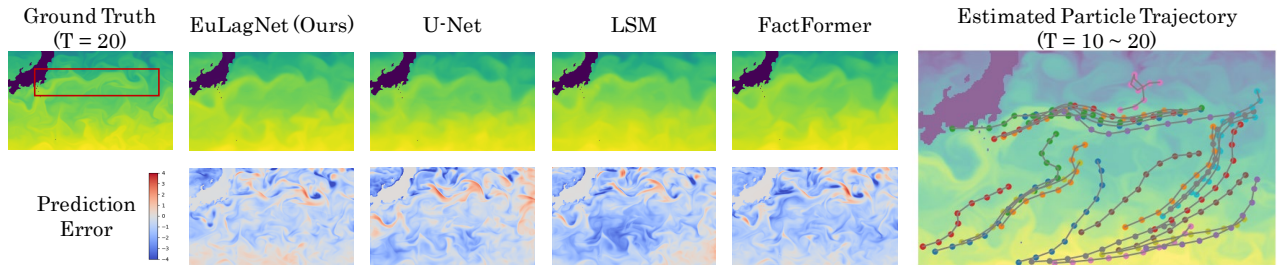 Ground Truth
(T = 20)
EuLagNet (Ours)
U-Net
LSM
FactFormer
Estimated Particle Trajectory
(T = 10 ~ 20)
Prediction
Error
4
3
2
1
0
−1
−2
−3
−4